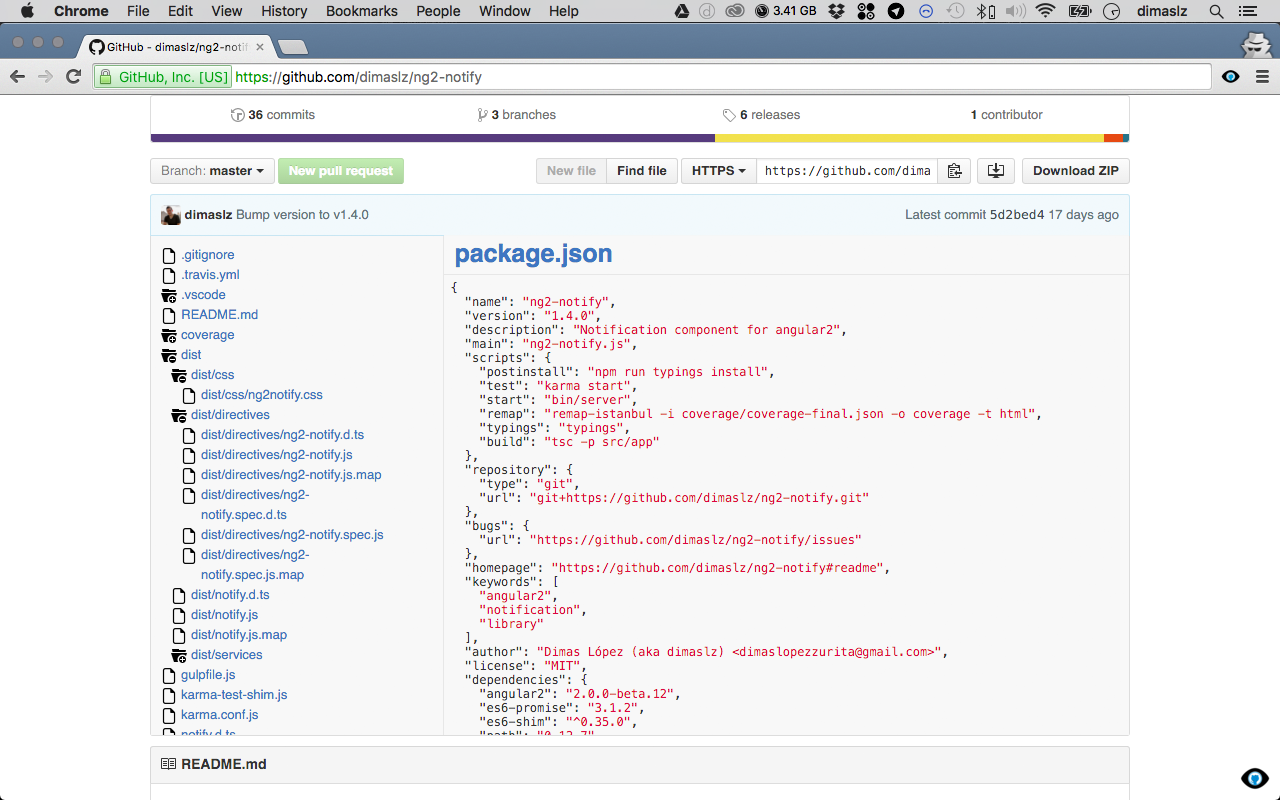 Chrome File Edit View History Bookmarks People Window Help 3.41 GB dimaslz
GitHub - dimaslz/ng2-notif
GitHub, Inc. [US] https://github.com/dimaslz/ng2-notify
36 commits 3 branches 6 releases 1 contributor
Branch: master New pull request New file Find file HTTPS https://github.com/dima Download ZIP
dimaslz Bump version to v1.4.0 Latest commit 5d2bed4 17 days ago
.gitignore
.travis.yml
.vscode
README.md
coverage
dist
dist/css
dist/css/ng2notify.css
dist/directives
dist/directives/ng2-notify.d.ts
dist/directives/ng2-notify.js
dist/directives/ng2-notify.js.map
dist/directives/ng2-
notify.spec.d.ts
dist/directives/ng2-notify.spec.js
dist/directives/ng2-
notify.spec.js.map
dist/notify.d.ts
dist/notify.js
dist/notify.js.map
dist/services
gulpfile.js
karma-test-shim.js
karma.conf.js
notify.d.ts
package.json
{
"name": "ng2-notify",
"version": "1.4.0",
"description": "Notification component for angular2",
"main": "ng2-notify.js",
"scripts": {
"postinstall": "npm run typings install",
"test": "karma start",
"start": "bin/server",
"remap": "remap-istanbul -i coverage/coverage-final.json -o coverage -t html",
"typings": "typings",
"build": "tsc -p src/app"
},
"repository": {
"type": "git",
"url": "git+https://github.com/dimaslz/ng2-notify.git"
},
"bugs": {
"url": "https://github.com/dimaslz/ng2-notify/issues"
},
"homepage": "https://github.com/dimaslz/ng2-notify#readme",
"keywords": [
"angular2",
"notification",
"library"
],
"author": "Dimas López (aka dimaslz) <dimaslopezzurita@gmail.com>",
"license": "MIT",
"dependencies": {
"angular2": "2.0.0-beta.12",
"es6-promise": "3.1.2",
"es6-shim": "^0.35.0",
"path": "0.12.7"
README.md